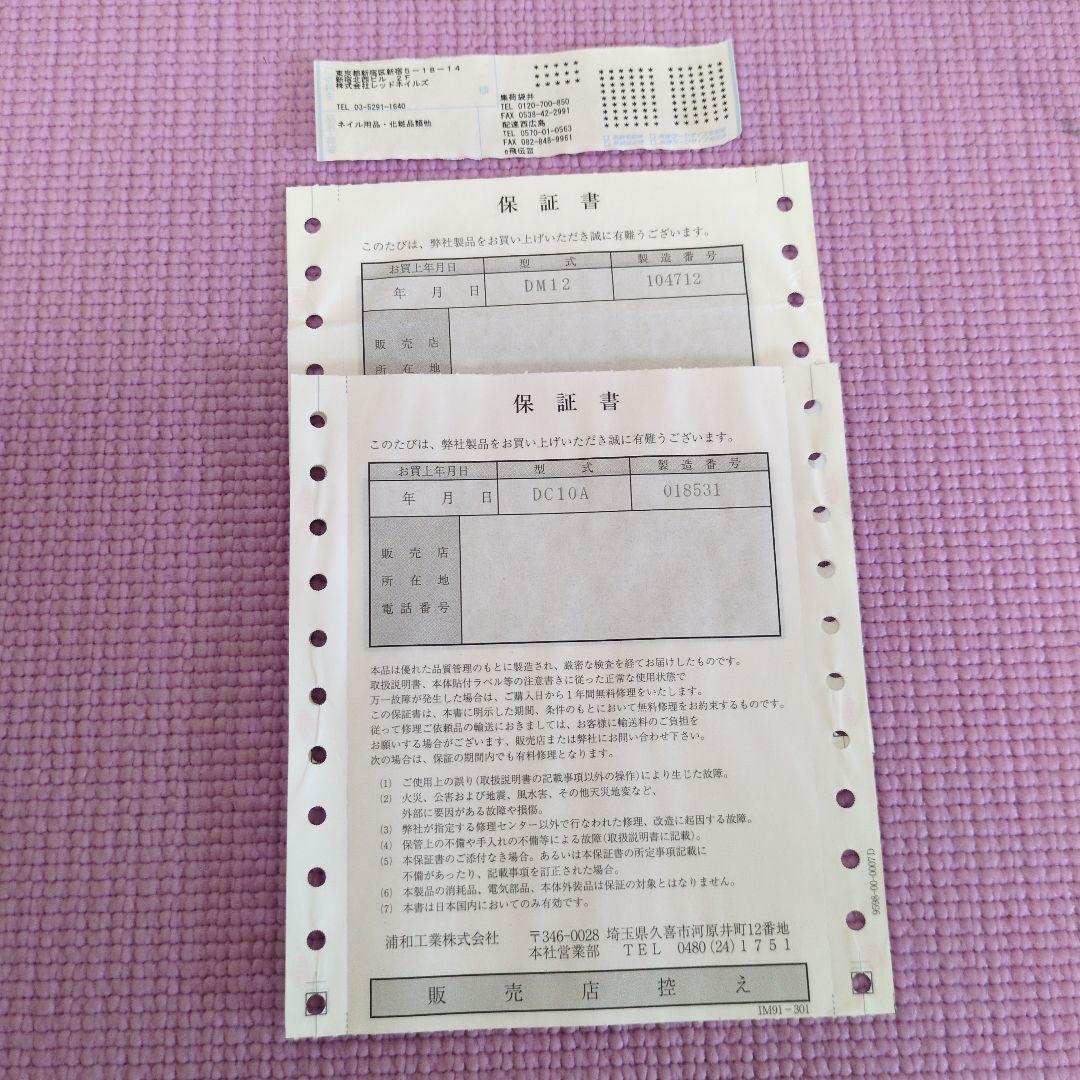 東京都新宿区新宿5-18-14
新宿北西ビル 2F
株式会社レッドネイルズ
様
TEL 03-5291-1640
ネイル用品・化粧品類他
集荷袋井
TEL 0120-700-850
FAX 0538-42-2991
配達西広島
TEL 0570-01-0563
FAX 082-848-9961
e飛伝Ⅲ
保証書
このたびは、弊社製品をお買い上げいただき誠に有難うございます。
お買上年月日 型式 製造番号
年 月 日 DM12 104712
販売店
所在地
保証書
このたびは、弊社製品をお買い上げいただき誠に有難うございます。
お買上年月日 型式 製造番号
年 月 日 DC10A 018531
販売店
所在地
電話番号
本品は優れた品質管理のもとに製造され、厳密な検査を経てお届けしたものです。
取扱説明書、本体貼付ラベル等の注意書きに従った正常な使用状態で
万一故障が発生した場合は、ご購入日から1年間無料修理をいたします。
この保証書は、本書に明示した期間、条件のもとにおいて無料修理をお約束するものです。
従って修理ご依頼品の輸送におきましては、お客様に輸送料のご負担を
お願いする場合がございます、販売店または弊社にお問い合わせ下さい。
次の場合は、保証の期間内でも有料修理となります。
(1) ご使用上の誤り(取扱説明書の記載事項以外の操作)により生じた故障。
(2) 火災、公害および地震、風水害、その他天災地変など、
外部に要因がある故障や損傷。
(3) 弊社が指定する修理センター以外で行なわれた修理、改造に起因する故障。
(4) 保管上の不備や手入れの不備等による故障(取扱説明書に記載)。
(5) 本保証書のご添付なき場合。あるいは本保証書の所定事項記載に
不備があったり、記載事項を訂正された場合。
(6) 本製品の消耗品、電気部品、本体外装品は保証の対象とはなりません。
(7) 本書は日本国内においてのみ有効です。
浦和工業株式会社 〒346-0028 埼玉県久喜市河原井町12番地
本社営業部 TEL 0480(24)1751
販売店控え
IM91-301
9598-00-0007D